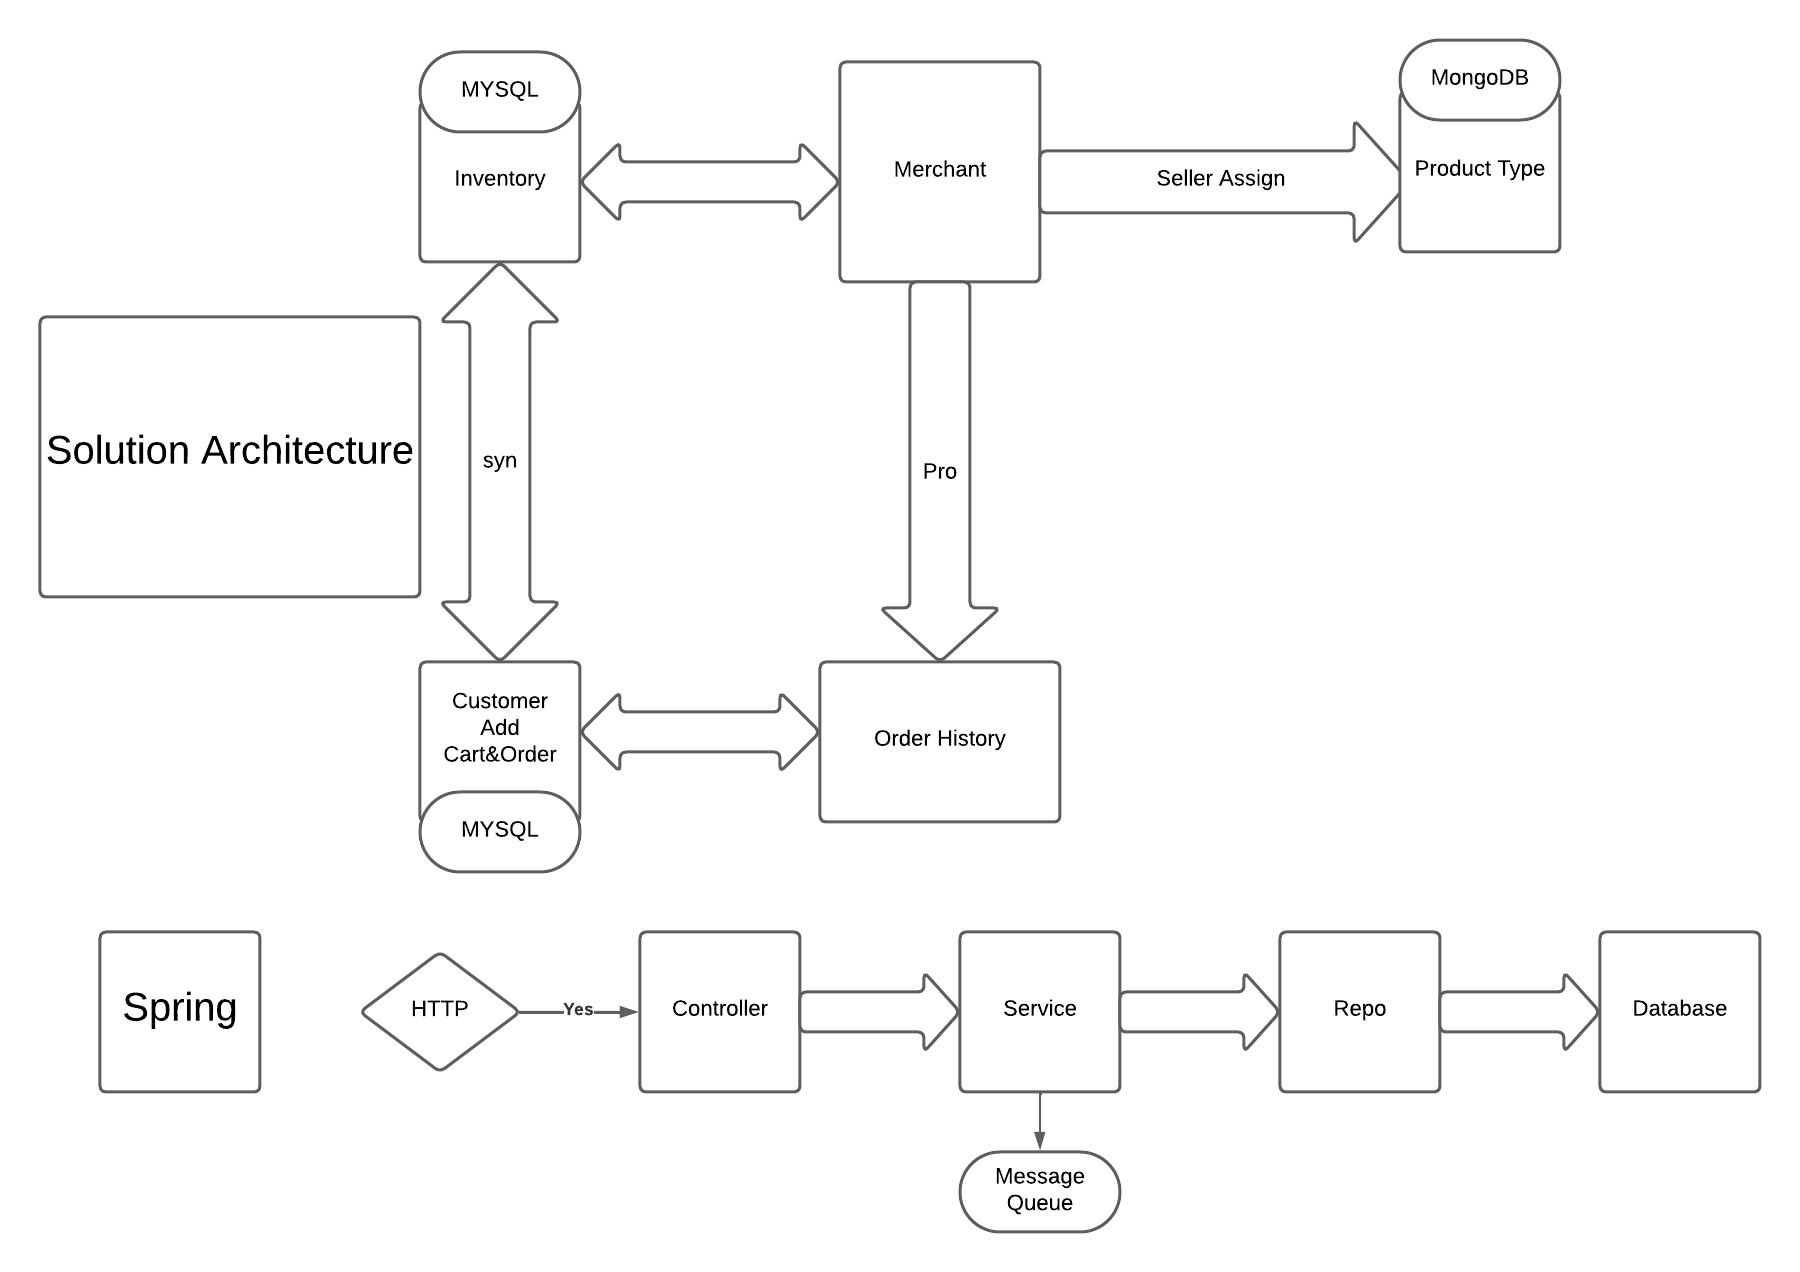 MYSQL
Inventory
Merchant
Seller Assign
MongoDB
Product Type
Solution Architecture
syn
Pro
Customer
Add
Cart&Order
MYSQL
Order History
Spring
HTTP
Yes
Controller
Service
Repo
Database
Message
Queue